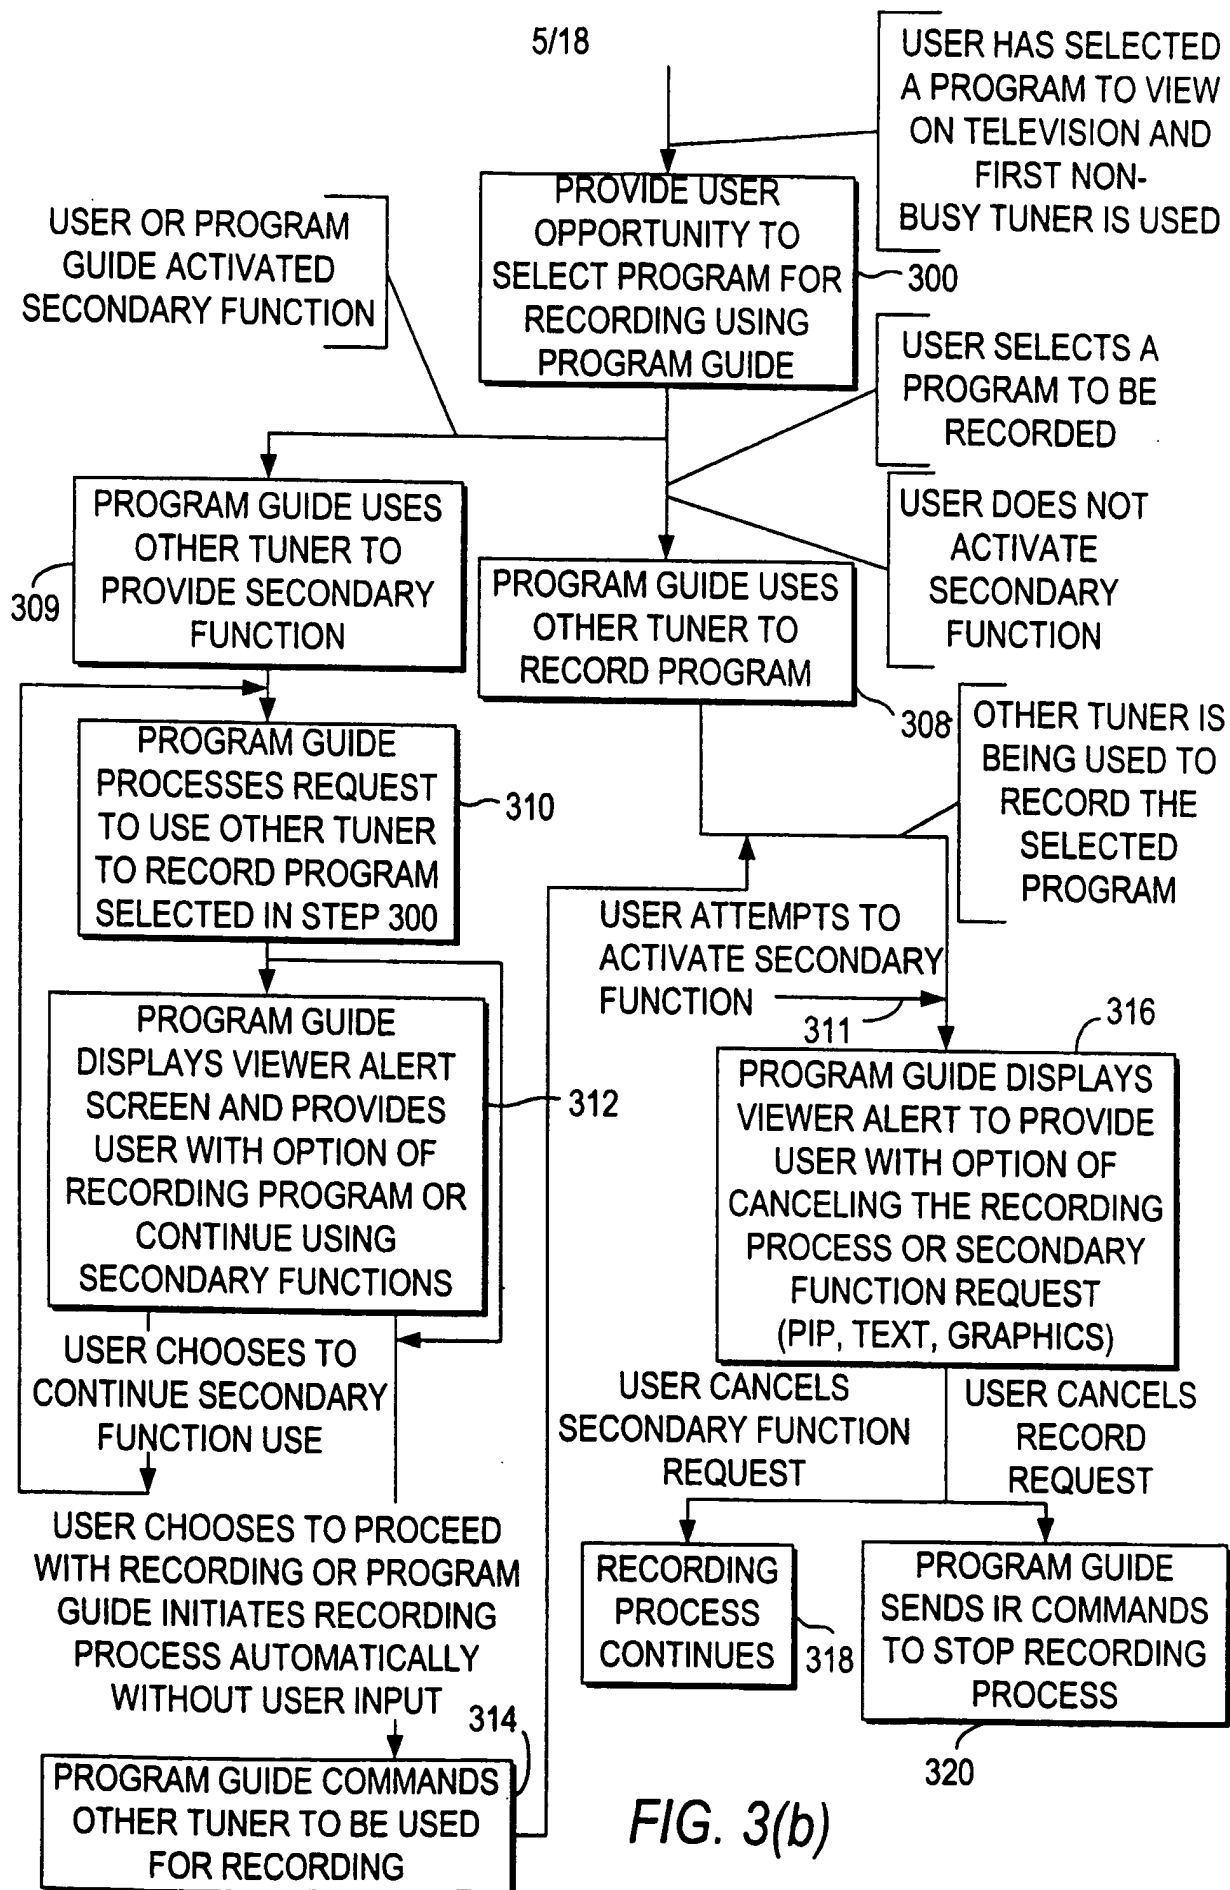 5/18
USER HAS SELECTED
A PROGRAM TO VIEW
ON TELEVISION AND
FIRST NON-
BUSY TUNER IS USED
PROVIDE USER
OPPORTUNITY TO
SELECT PROGRAM FOR
RECORDING USING
PROGRAM GUIDE
300
USER OR PROGRAM
GUIDE ACTIVATED
SECONDARY FUNCTION
USER SELECTS A
PROGRAM TO BE
RECORDED
USER DOES NOT
ACTIVATE
SECONDARY
FUNCTION
PROGRAM GUIDE USES
OTHER TUNER TO
PROVIDE SECONDARY
FUNCTION
309
PROGRAM GUIDE USES
OTHER TUNER TO
RECORD PROGRAM
308
OTHER TUNER IS
BEING USED TO
RECORD THE
SELECTED
PROGRAM
PROGRAM GUIDE
PROCESSES REQUEST
TO USE OTHER TUNER
TO RECORD PROGRAM
SELECTED IN STEP 300
310
USER ATTEMPTS TO
ACTIVATE SECONDARY
FUNCTION
311
PROGRAM GUIDE
DISPLAYS VIEWER ALERT
SCREEN AND PROVIDES
USER WITH OPTION OF
RECORDING PROGRAM OR
CONTINUE USING
SECONDARY FUNCTIONS
312
316
PROGRAM GUIDE DISPLAYS
VIEWER ALERT TO PROVIDE
USER WITH OPTION OF
CANCELING THE RECORDING
PROCESS OR SECONDARY
FUNCTION REQUEST
(PIP, TEXT, GRAPHICS)
USER CHOOSES TO
CONTINUE SECONDARY
FUNCTION USE
USER CANCELS
SECONDARY FUNCTION
REQUEST
USER CANCELS
RECORD
REQUEST
USER CHOOSES TO PROCEED
WITH RECORDING OR PROGRAM
GUIDE INITIATES RECORDING
PROCESS AUTOMATICALLY
WITHOUT USER INPUT
RECORDING
PROCESS
CONTINUES
318
PROGRAM GUIDE
SENDS IR COMMANDS
TO STOP RECORDING
PROCESS
320
314
PROGRAM GUIDE COMMANDS
OTHER TUNER TO BE USED
FOR RECORDING
FIG. 3(b)